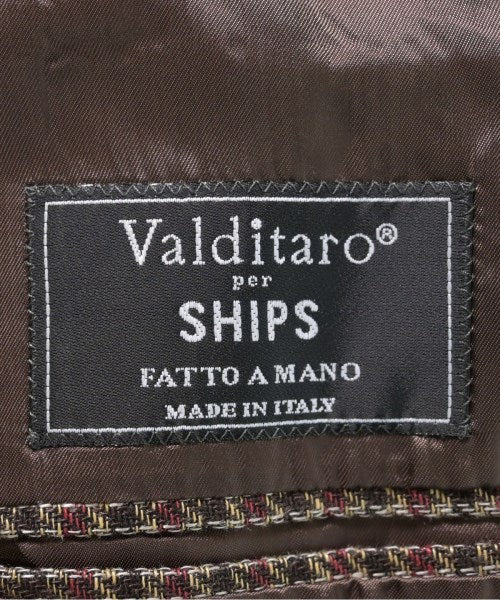 Valditaro®
per
SHIPS
FATTO A MANO
MADE IN ITALY